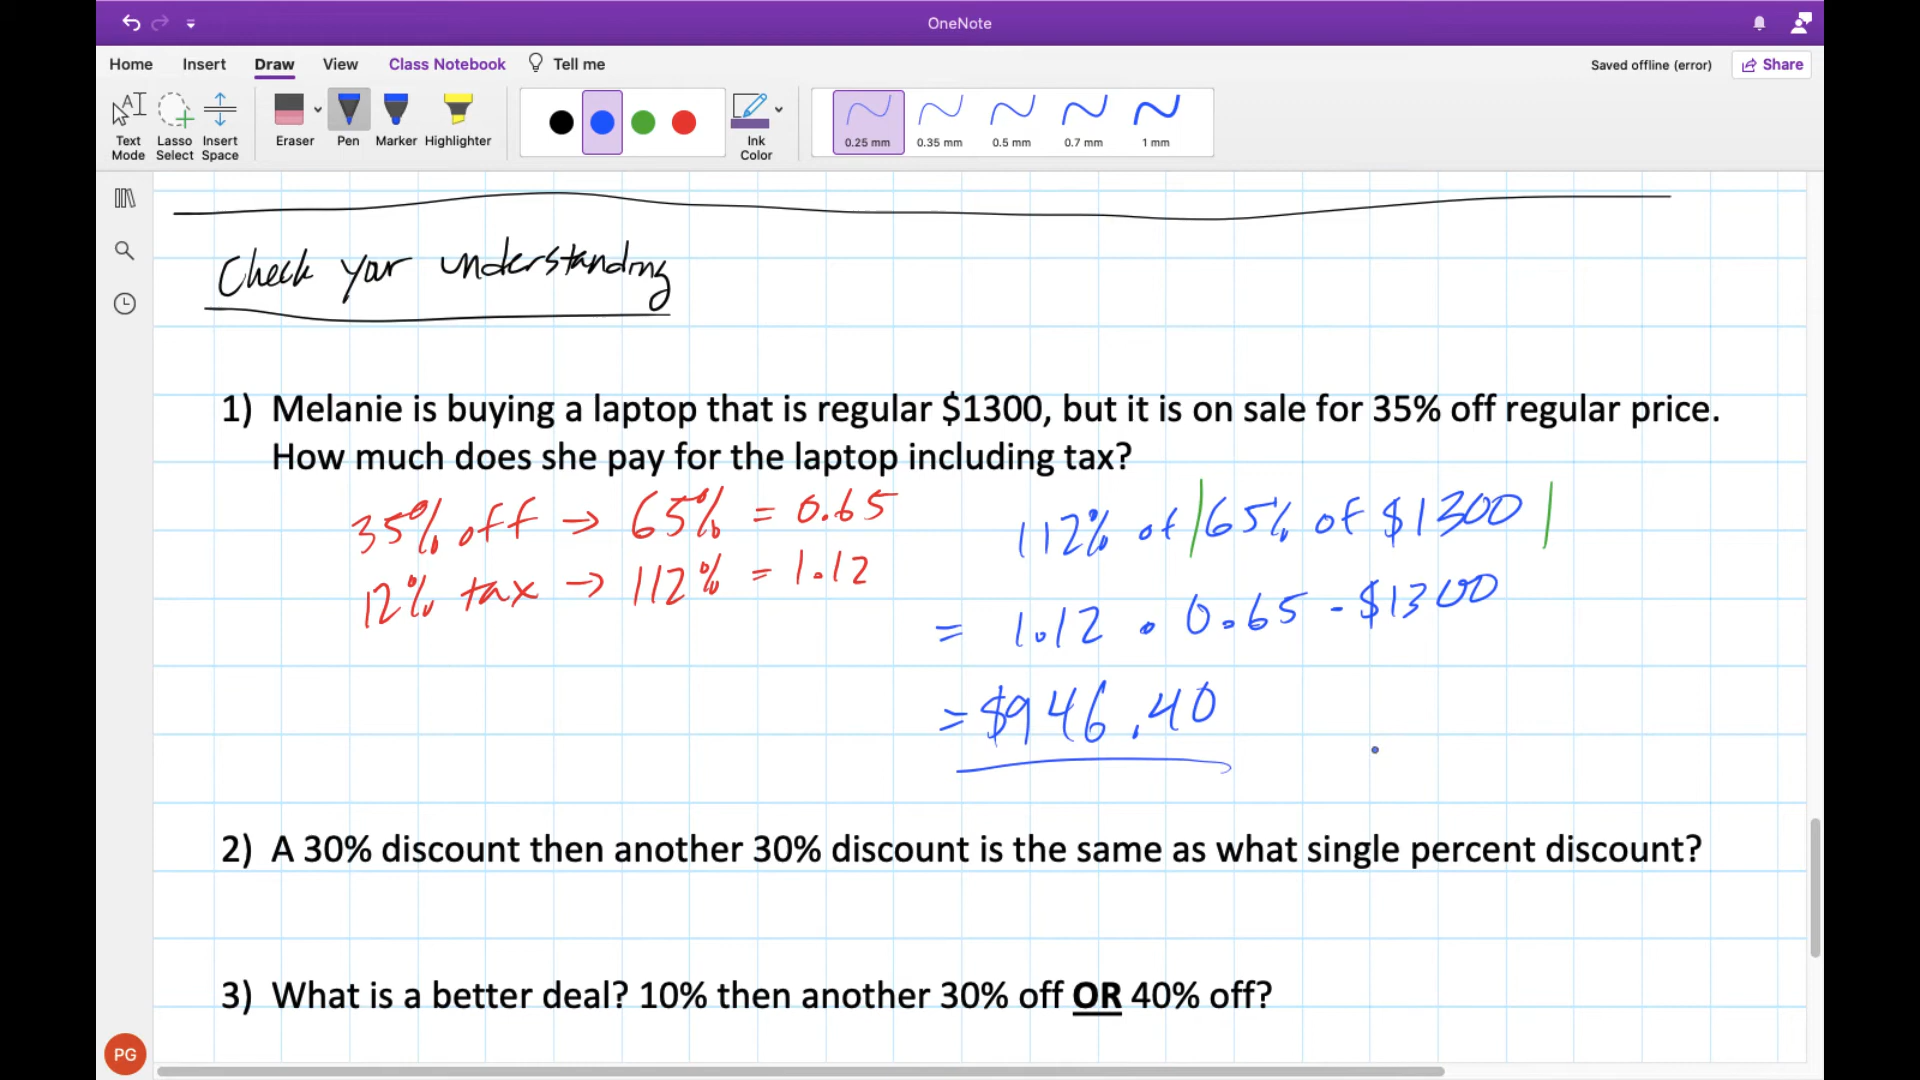 OneNote
Home Insert Draw View Class Notebook Tell me
Saved offline (error) Share
Text Mode
Lasso Select
Insert Space
Eraser Pen Marker Highlighter
Ink Color
0.25 mm 0.35 mm 0.5 mm 0.7 mm 1 mm
Check your understanding
1) Melanie is buying a laptop that is regular $1300, but it is on sale for 35% off regular price.
How much does she pay for the laptop including tax?
35% off → 65% = 0.65
12% tax → 112% = 1.12
112% of |65% of $1300|
= 1.12 · 0.65 · $1300
= $946.40
2) A 30% discount then another 30% discount is the same as what single percent discount?
3) What is a better deal? 10% then another 30% off OR 40% off?
PG